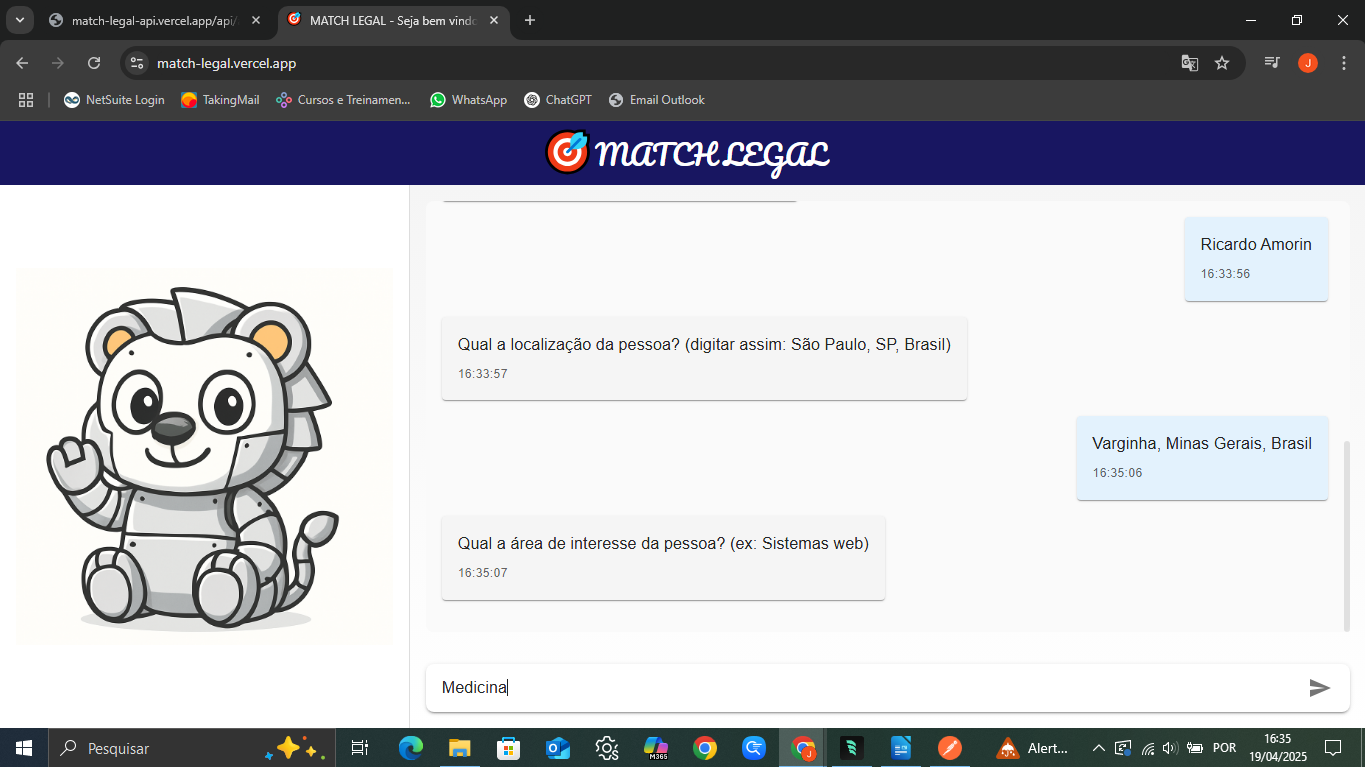 match-legal-api.vercel.app/api/
MATCH LEGAL - Seja bem vindo
match-legal.vercel.app
J
NetSuite Login
TakingMail
Cursos e Treinamen...
WhatsApp
ChatGPT
Email Outlook
MATCH LEGAL
Ricardo Amorin
16:33:56
Qual a localização da pessoa? (digitar assim: São Paulo, SP, Brasil)
16:33:57
Varginha, Minas Gerais, Brasil
16:35:06
Qual a área de interesse da pessoa? (ex: Sistemas web)
16:35:07
Medicina
Pesquisar
M365
J
Alert...
POR
16:35
19/04/2025